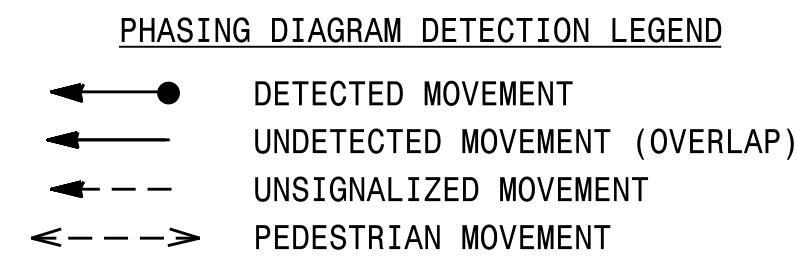 PHASING DIAGRAM DETECTION LEGEND
DETECTED MOVEMENT
UNDETECTED MOVEMENT (OVERLAP)
UNSIGNALIZED MOVEMENT
PEDESTRIAN MOVEMENT